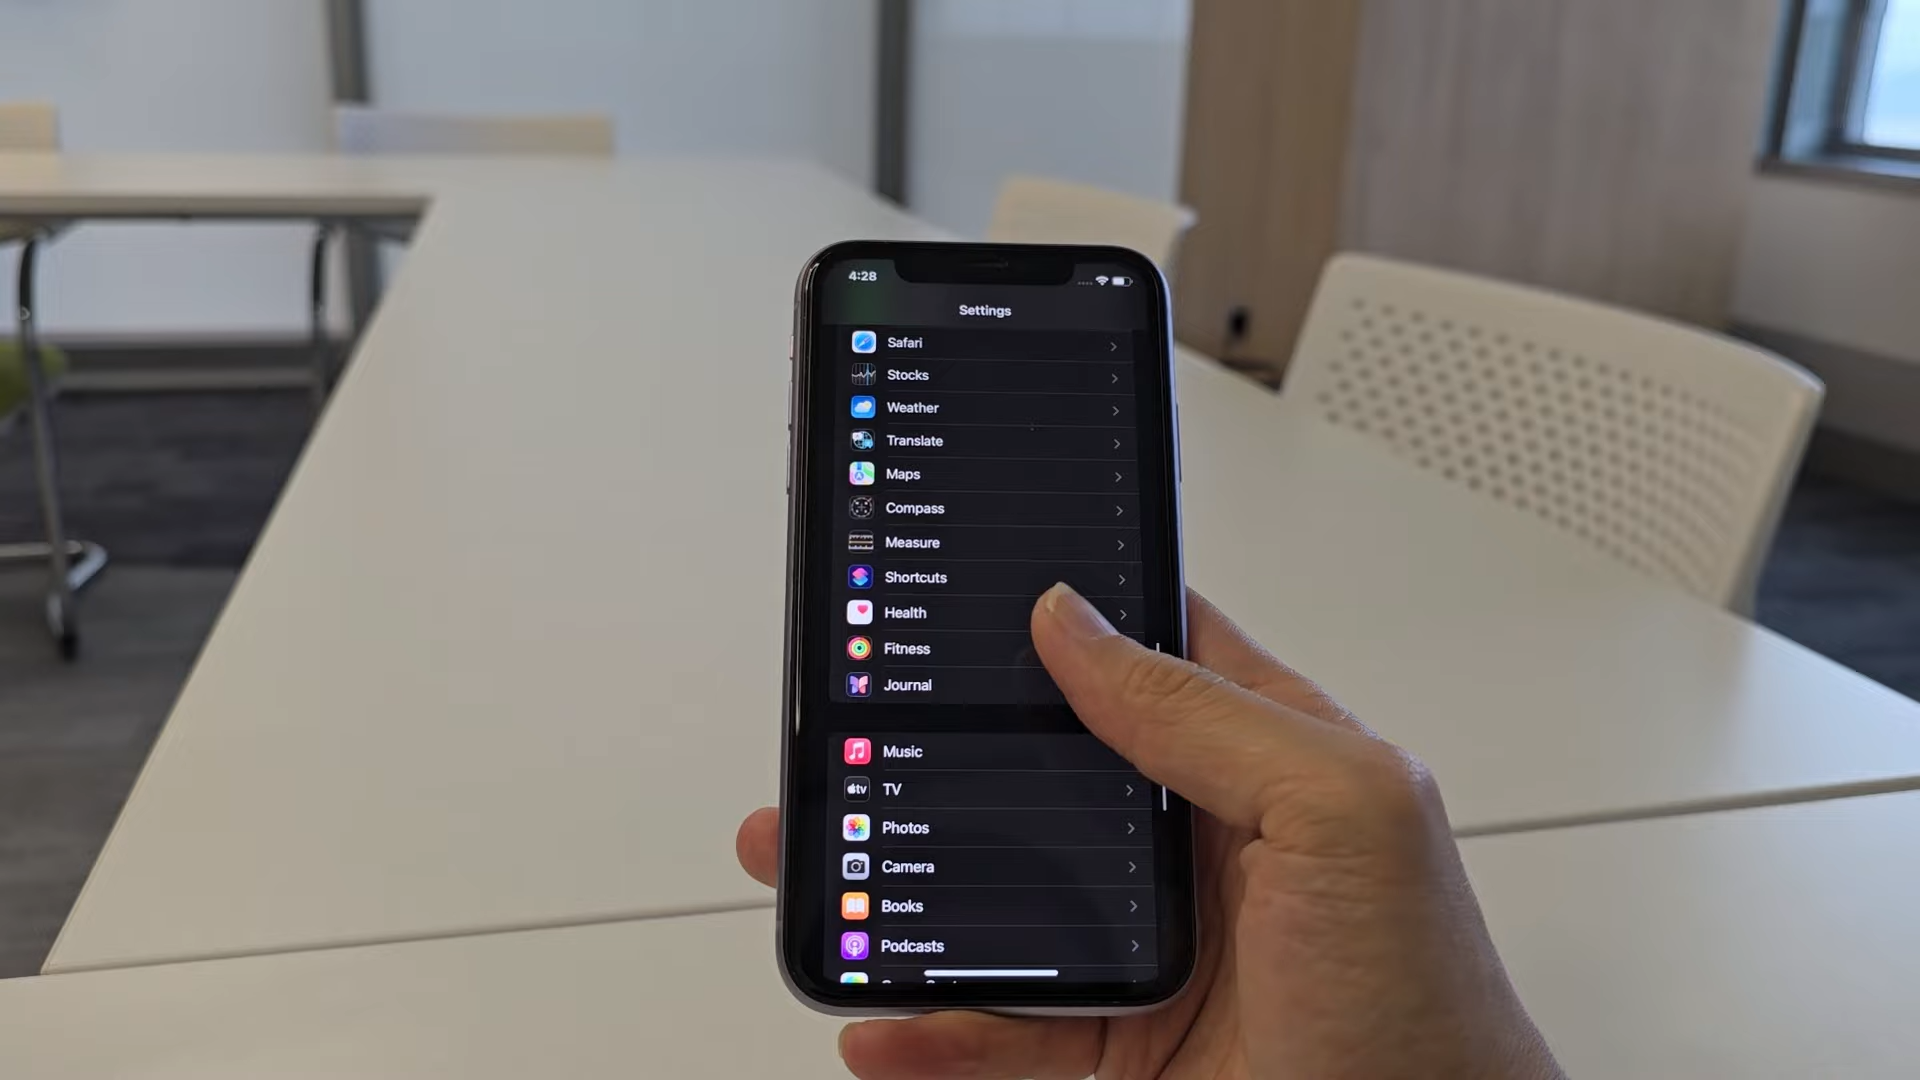 4:28
Settings
Safari
Stocks
Weather
Translate
Maps
Compass
Measure
Shortcuts
Health
Fitness
Journal
Music
tv TV
Photos
Camera
Books
Podcasts